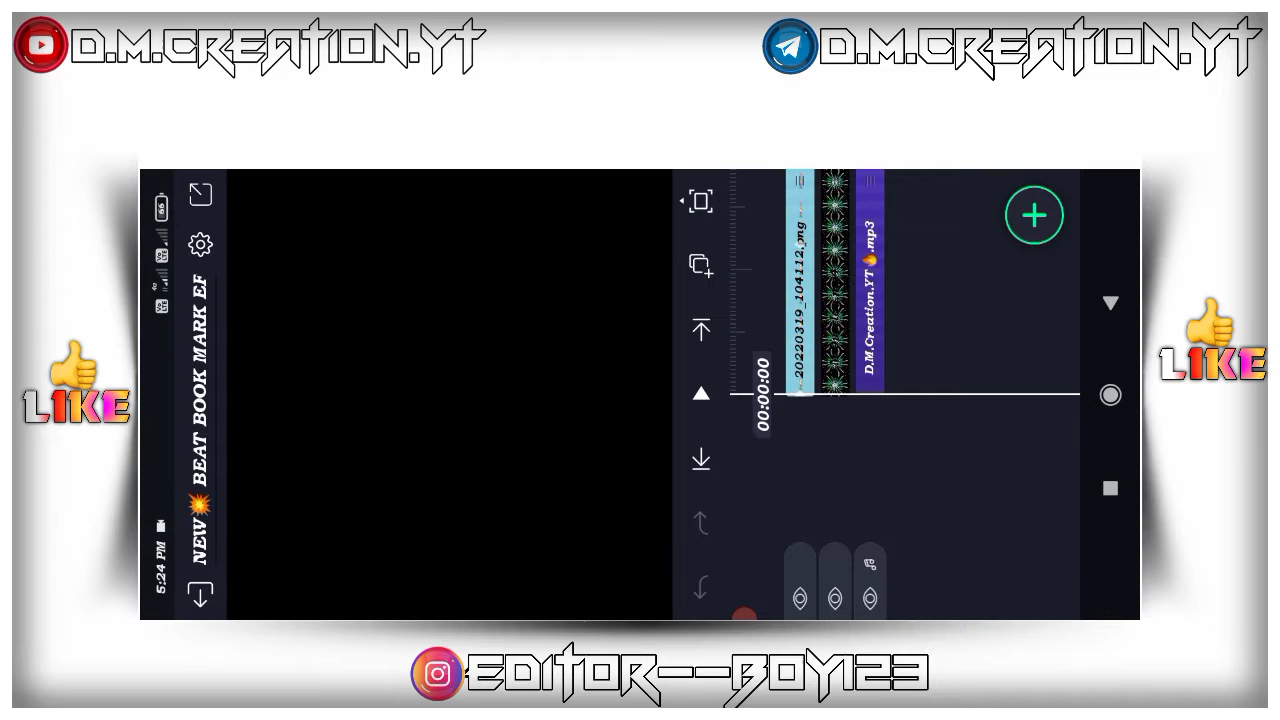 D.M.CREATION.YT
D.M.CREATION.YT
5:24 PM
66
NEW💥 BEAT BOOK MARK EF
00:00:00
20220319_104112.png
D.M.Creation.YT🔥.mp3
LIKE
LIKE
EDITOR---BOY123